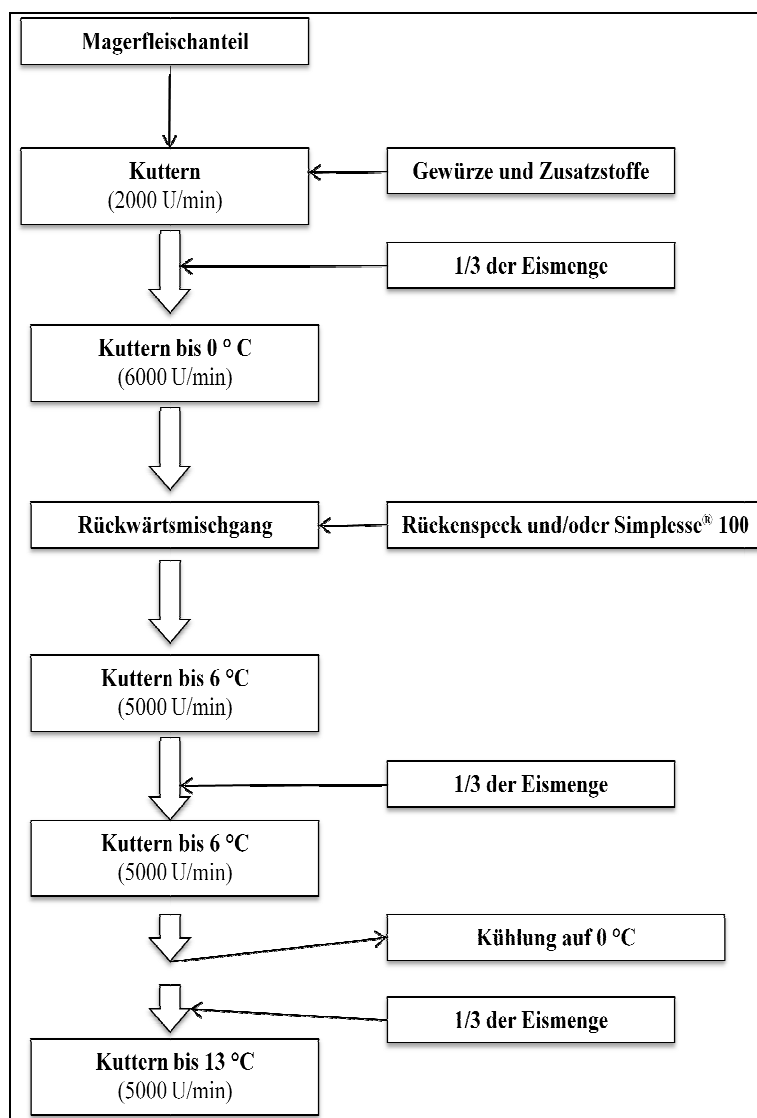 Magerfleischanteil
Kuttern
(2000 U/min)
Gewürze und Zusatzstoffe
1/3 der Eismenge
Kuttern bis 0 ° C
(6000 U/min)
Rückwärtsmischgang
Rückenspeck und/oder Simplesse® 100
Kuttern bis 6 °C
(5000 U/min)
1/3 der Eismenge
Kuttern bis 6 °C
(5000 U/min)
Kühlung auf 0 °C
1/3 der Eismenge
Kuttern bis 13 °C
(5000 U/min)